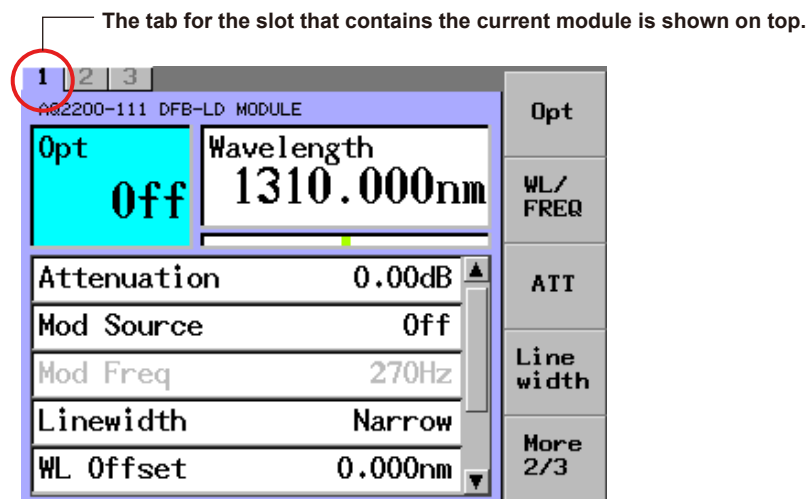 The tab for the slot that contains the current module is shown on top.
1 2 3
AQ2200-111 DFB-LD MODULE
Opt
Off
Wavelength
1310.000nm
Attenuation 0.00dB
Mod Source Off
Mod Freq 270Hz
Linewidth Narrow
WL Offset 0.000nm
Opt
WL/
FREQ
ATT
Line
width
More
2/3